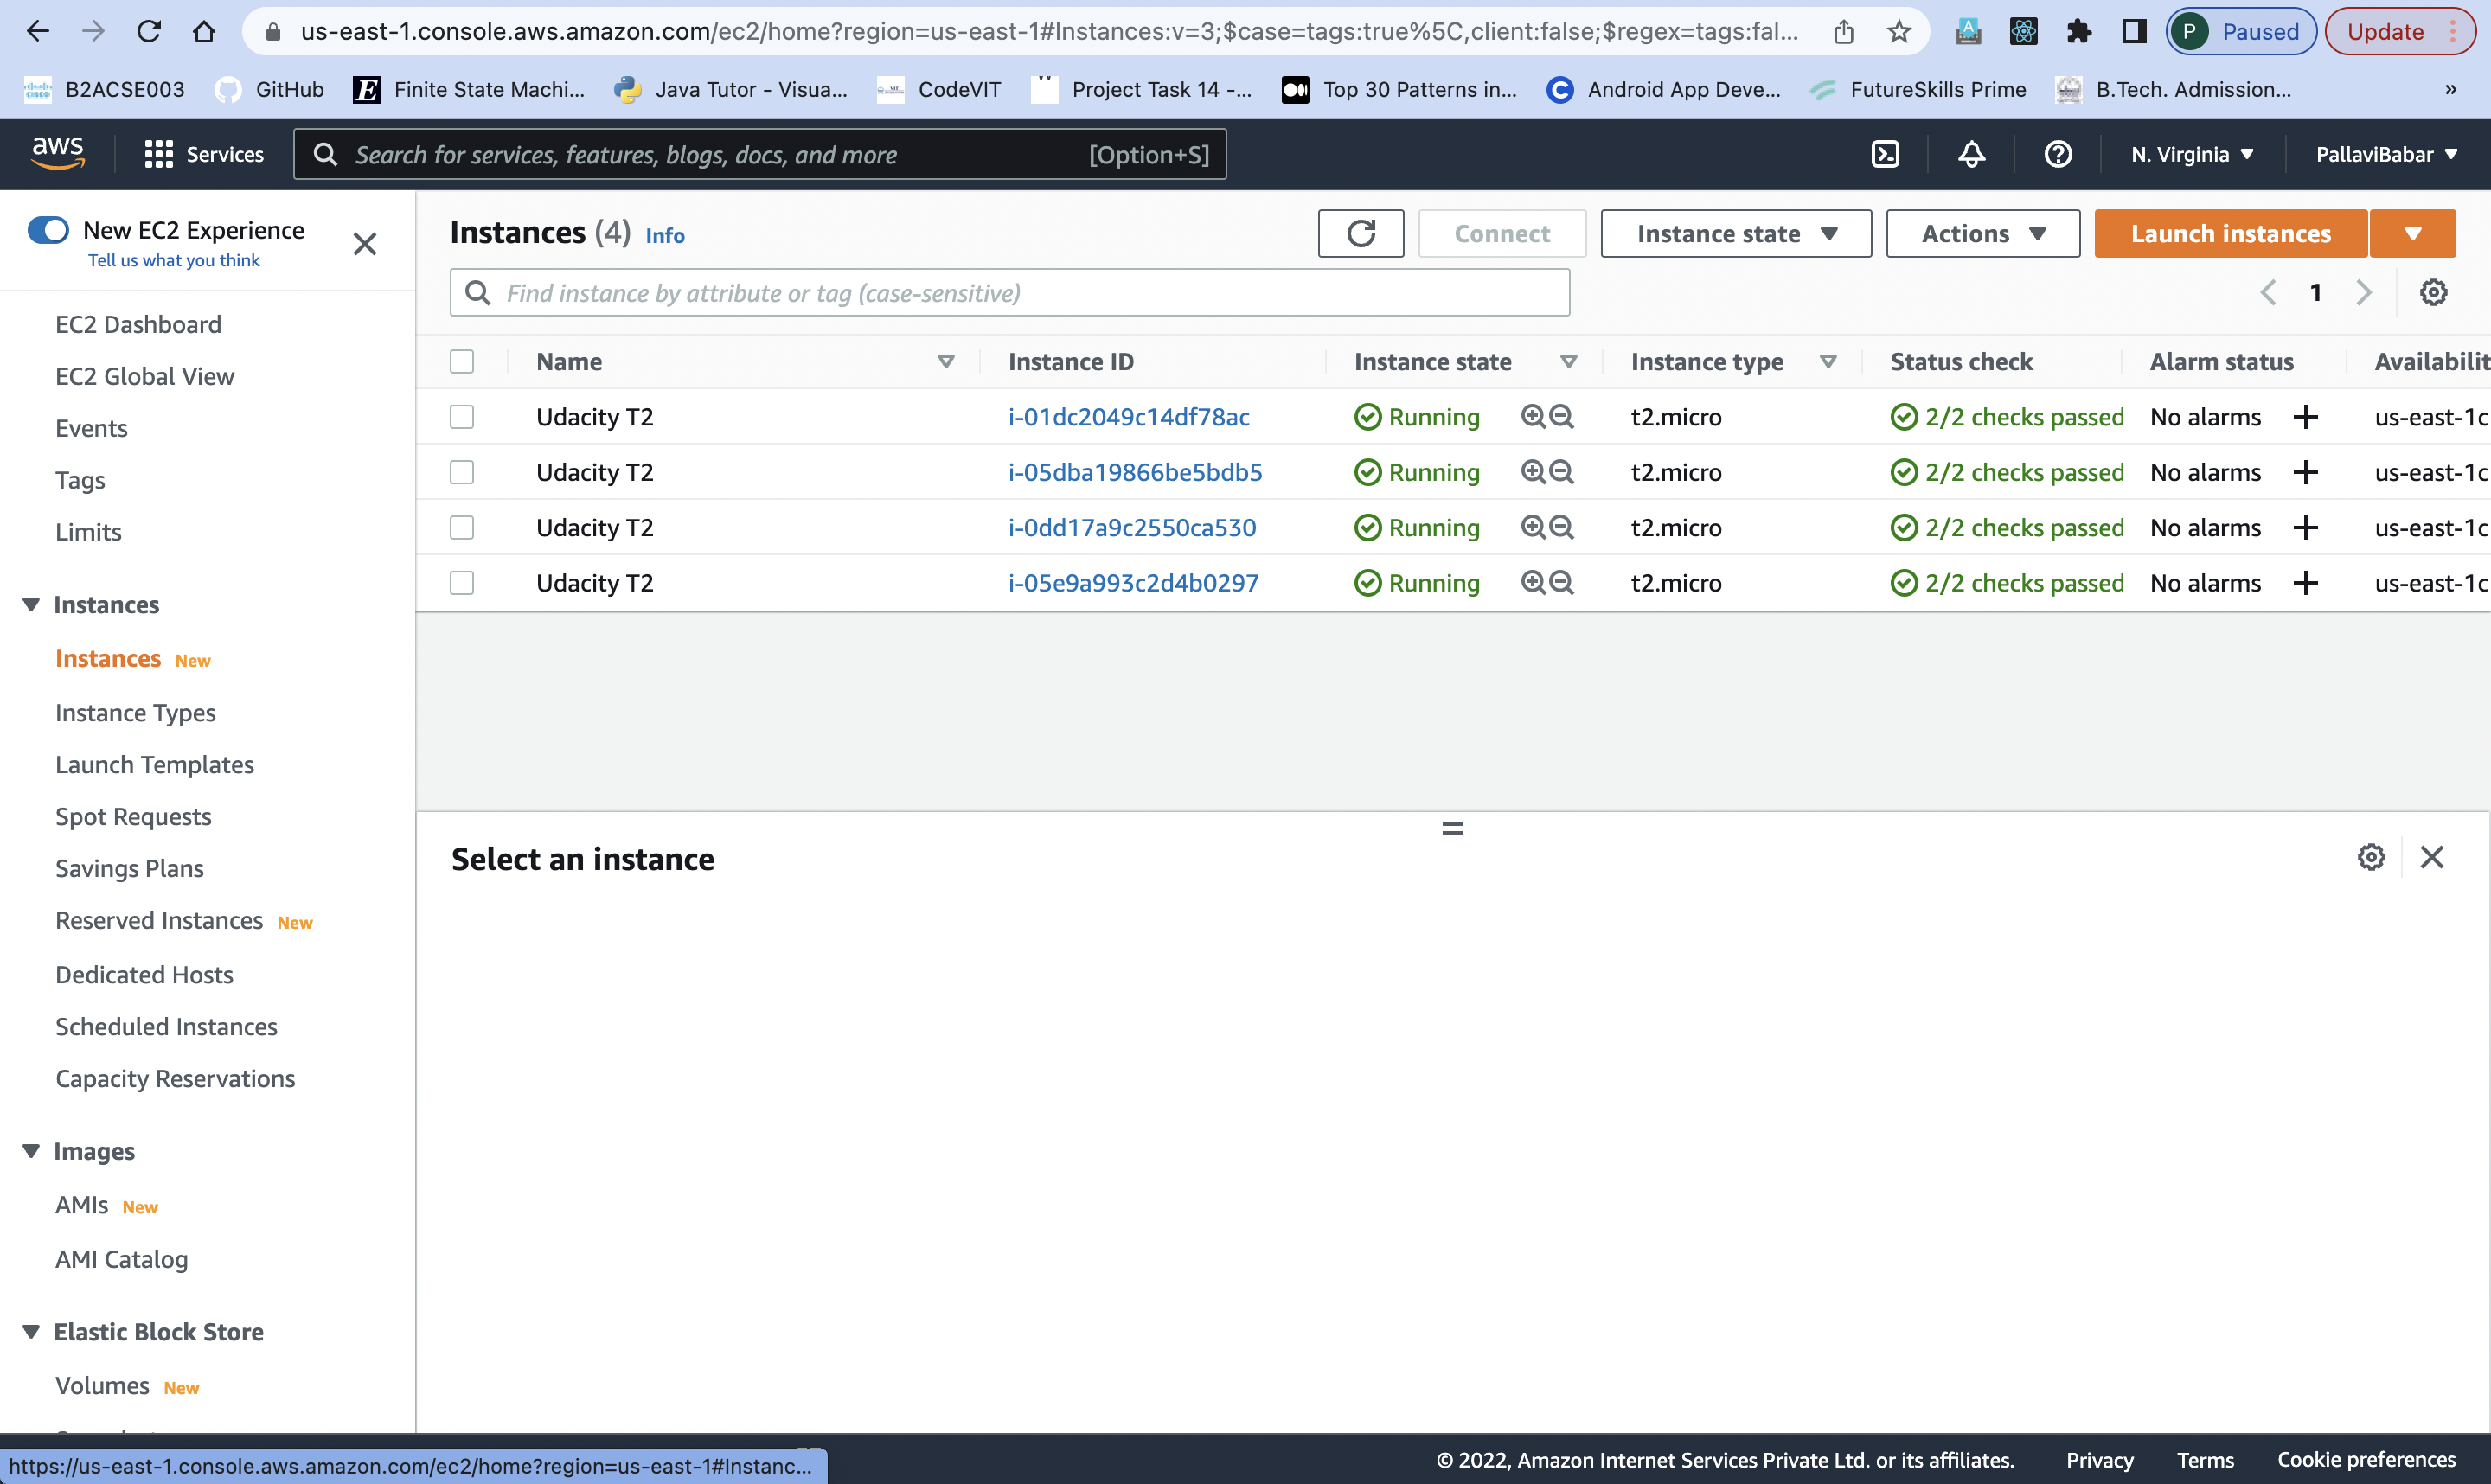 us-east-1.console.aws.amazon.com/ec2/home?region=us-east-1#Instances:v=3;$case=tags:true%5C,client:false;$regex=tags:fal...
P Paused
Update
B2ACSE003
GitHub
Finite State Machi...
Java Tutor - Visua...
CodeVIT
Project Task 14 -...
Top 30 Patterns in...
Android App Deve...
FutureSkills Prime
B.Tech. Admission...
»
aws
Services
Search for services, features, blogs, docs, and more
[Option+S]
N. Virginia
PallaviBabar
New EC2 Experience
Tell us what you think
EC2 Dashboard
EC2 Global View
Events
Tags
Limits
Instances
Instances New
Instance Types
Launch Templates
Spot Requests
Savings Plans
Reserved Instances New
Dedicated Hosts
Scheduled Instances
Capacity Reservations
Images
AMIs New
AMI Catalog
Elastic Block Store
Volumes New
Instances (4) Info
Connect
Instance state
Actions
Launch instances
Find instance by attribute or tag (case-sensitive)
1
Name Instance ID Instance state Instance type Status check Alarm status Availabilit
Udacity T2 i-01dc2049c14df78ac Running t2.micro 2/2 checks passed No alarms us-east-1c
Udacity T2 i-05dba19866be5bdb5 Running t2.micro 2/2 checks passed No alarms us-east-1c
Udacity T2 i-0dd17a9c2550ca530 Running t2.micro 2/2 checks passed No alarms us-east-1c
Udacity T2 i-05e9a993c2d4b0297 Running t2.micro 2/2 checks passed No alarms us-east-1c
Select an instance
https://us-east-1.console.aws.amazon.com/ec2/home?region=us-east-1#Instanc...
© 2022, Amazon Internet Services Private Ltd. or its affiliates.
Privacy
Terms
Cookie preferences